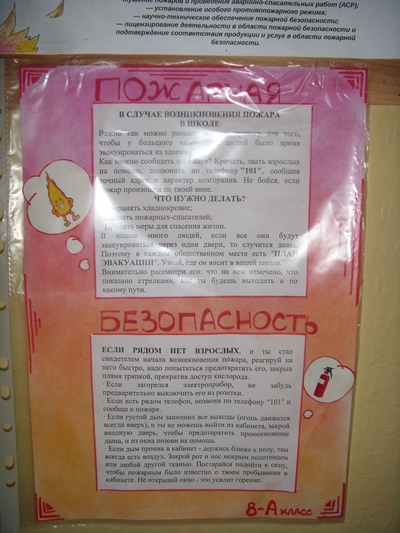 тушение пожаров и проведение аварийно-спасательных работ (АСР);
— установление особого противопожарного режима;
— научно-техническое обеспечение пожарной безопасности;
— лицензирование деятельности в области пожарной безопасности и
подтверждение соответствия продукции и услуг в области пожарной
безопасности.
ПОЖАРНАЯ
В СЛУЧАЕ ВОЗНИКНОВЕНИЯ ПОЖАРА
В ШКОЛЕ
Важно как можно для того,
чтобы у большого было время
эвакуироваться из здания.
Как можно сообщить о пожаре? Кричать, звать взрослых
на помощь, позвонить по телефону "101", сообщив
точный адрес и характер возгорания. Не бойся, если
пожар произошел по твоей вине.
ЧТО НУЖНО ДЕЛАТЬ?
хладнокровие;
пожарных-спасателей;
меры для спасения жизни.
В школе много людей, если все они будут
эвакуироваться через одни двери, то случится давка.
Поэтому в каждом общественном месте есть "ПЛАН
ЭВАКУАЦИИ". Узнай, где он висит в вашей школе.
Внимательно рассмотри его: что на нем отмечено, что
показано стрелками, как ты будешь выходить и по
какому пути.
БЕЗОПАСНОСТЬ
ЕСЛИ РЯДОМ НЕТ ВЗРОСЛЫХ, и ты стал
свидетелем начала возникновения пожара, реагируй на
него быстро, надо попытаться предотвратить его, закрыв
пламя тряпкой, прекратив доступ кислорода.
· Если загорелся электроприбор, не забудь
предварительно выключить его из розетки.
· Если есть рядом телефон, позвони по телефону "101" и
сообщи о пожаре.
· Если густой дым заполнил все выходы (огонь движется
всегда вверх), и ты не можешь выйти из кабинета, закрой
входную дверь, чтобы предотвратить проникновение
дыма, и из окна позови на помощь.
· Если дым проник в кабинет - держись ближе к полу, там
всегда есть воздух. Закрой рот и нос мокрым полотенцем
или любой другой тканью. Постарайся подойти к окну,
чтобы пожарным было известно о твоем пребывании в
кабинете. Не открывай окно - это усилит горение.
8-А класс